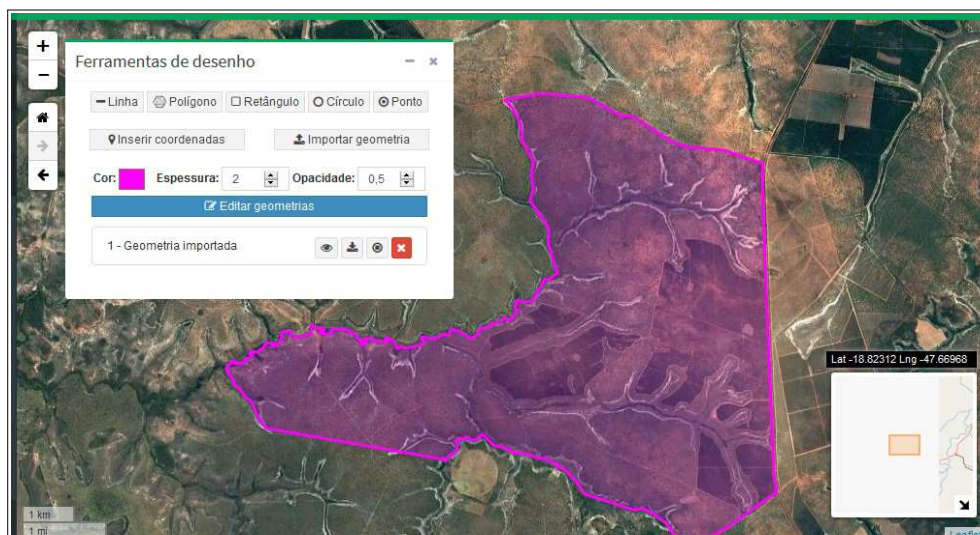 +
−
Ferramentas de desenho
Linha Polígono Retângulo Círculo Ponto
Inserir coordenadas Importar geometria
Cor: Espessura: 2 Opacidade: 0,5
Editar geometrias
1 - Geometria importada
Lat -18.82312 Lng -47.66968
1 km
1 mi